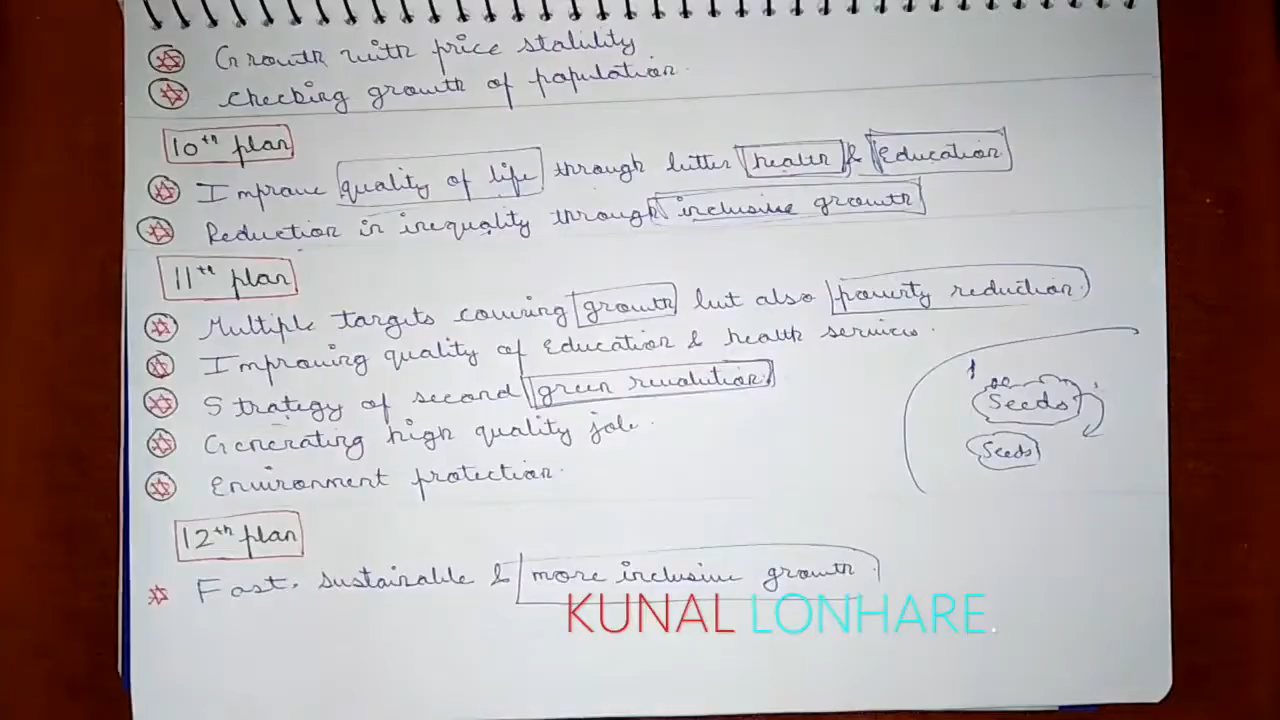 Growth with price stability
Checking growth of population.
10th plan
Improve quality of life through better health & Education
Reduction in inequality through inclusive growth
11th plan
Multiple targets covering growth but also poverty reduction.
Improving quality of Education & health services.
Strategy of second green revolution.
Generating high quality job.
Environment protection.
Seeds
Seeds
12th plan
Fast, sustainable & more inclusive growth.
KUNAL LONHARE.